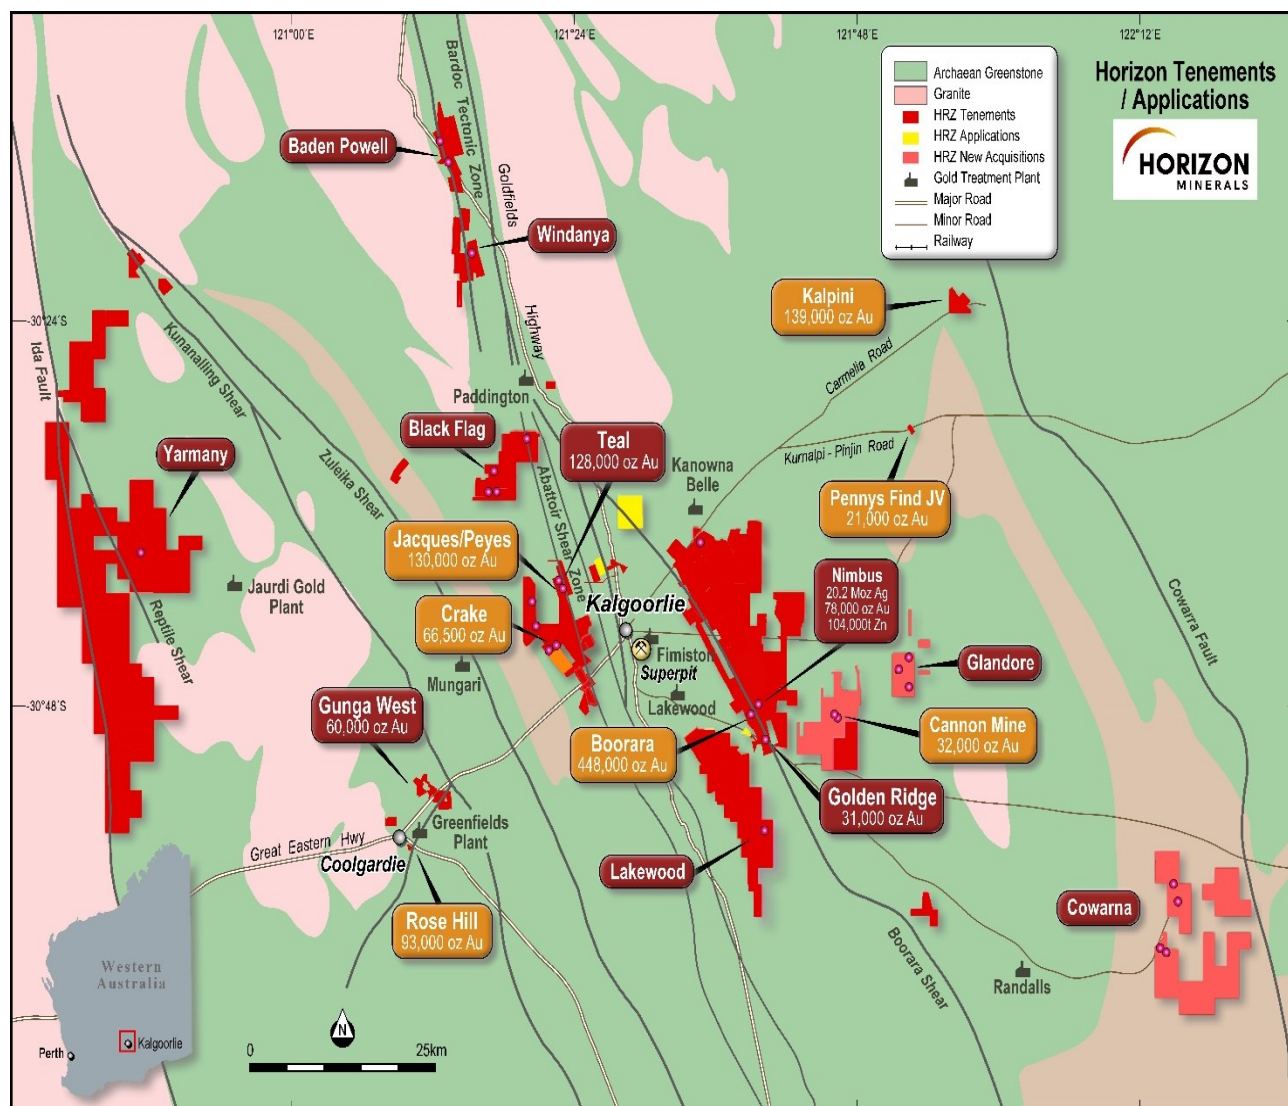 121°00´E
121°24´E
121°48´E
122°12´E
Horizon Tenements
/ Applications
HORIZON
MINERALS
Archaean Greenstone
Granite
HRZ Tenements
HRZ Applications
HRZ New Acquisitions
Gold Treatment Plant
Major Road
Minor Road
Railway
Bardoc Tectonic Zone
Goldfields
Highway
Baden Powell
Windanya
Kalpini
139,000 oz Au
-30°24´S
Ida Fault
Kunanalling Shear
Zuleika Shear
Paddington
Carmelia Road
Black Flag
Teal
128,000 oz Au
Kurnalpi - Pinjin Road
Yarmany
Abattoir Shear Zone
Kanowna
Belle
Pennys Find JV
21,000 oz Au
Jacques/Peyes
130,000 oz Au
Jaurdi Gold
Plant
Reptile Shear
Crake
66,500 oz Au
Kalgoorlie
Nimbus
20.2 Moz Ag
78,000 oz Au
104,000t Zn
Cowarra Fault
Fimiston
Superpit
Glandore
Mungari
Lakewood
-30°48´S
Gunga West
60,000 oz Au
Boorara
448,000 oz Au
Cannon Mine
32,000 oz Au
Golden Ridge
31,000 oz Au
Greenfields
Plant
Great Eastern Hwy
Coolgardie
Lakewood
Rose Hill
93,000 oz Au
Cowarna
Boorara Shear
Randalls
Western
Australia
Kalgoorlie
Perth
N
0
25km